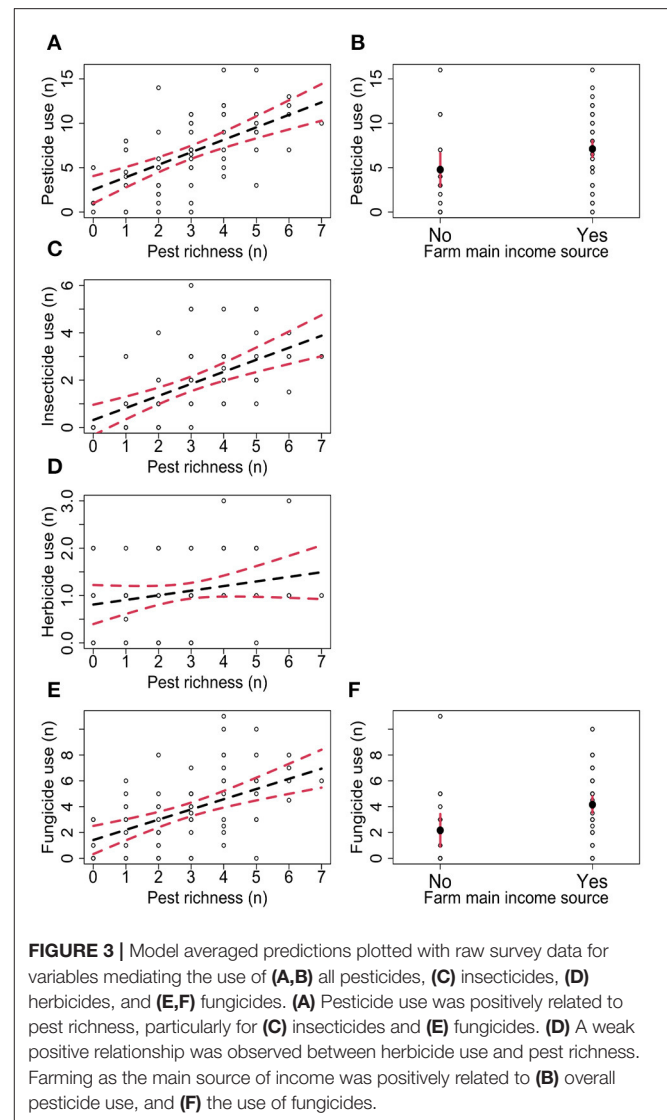 A
Pesticide use (n)
15
10
5
0
0 1 2 3 4 5 6 7
Pest richness (n)
B
Pesticide use (n)
15
10
5
0
No Yes
Farm main income source
C
Insecticide use (n)
6
4
2
0
0 1 2 3 4 5 6 7
Pest richness (n)
D
Herbicide use (n)
3.0
2.0
1.0
0.0
0 1 2 3 4 5 6 7
Pest richness (n)
E
Fungicide use (n)
8
6
4
2
0
0 1 2 3 4 5 6 7
Pest richness (n)
F
Fungicide use (n)
8
6
4
2
0
No Yes
Farm main income source
FIGURE 3 | Model averaged predictions plotted with raw survey data for
variables mediating the use of (A,B) all pesticides, (C) insecticides, (D)
herbicides, and (E,F) fungicides. (A) Pesticide use was positively related to
pest richness, particularly for (C) insecticides and (E) fungicides. (D) A weak
positive relationship was observed between herbicide use and pest richness.
Farming as the main source of income was positively related to (B) overall
pesticide use, and (F) the use of fungicides.